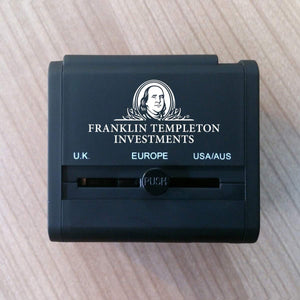 FRANKLIN TEMPLETON
INVESTMENTS
U.K. EUROPE USA/AUS
PUSH